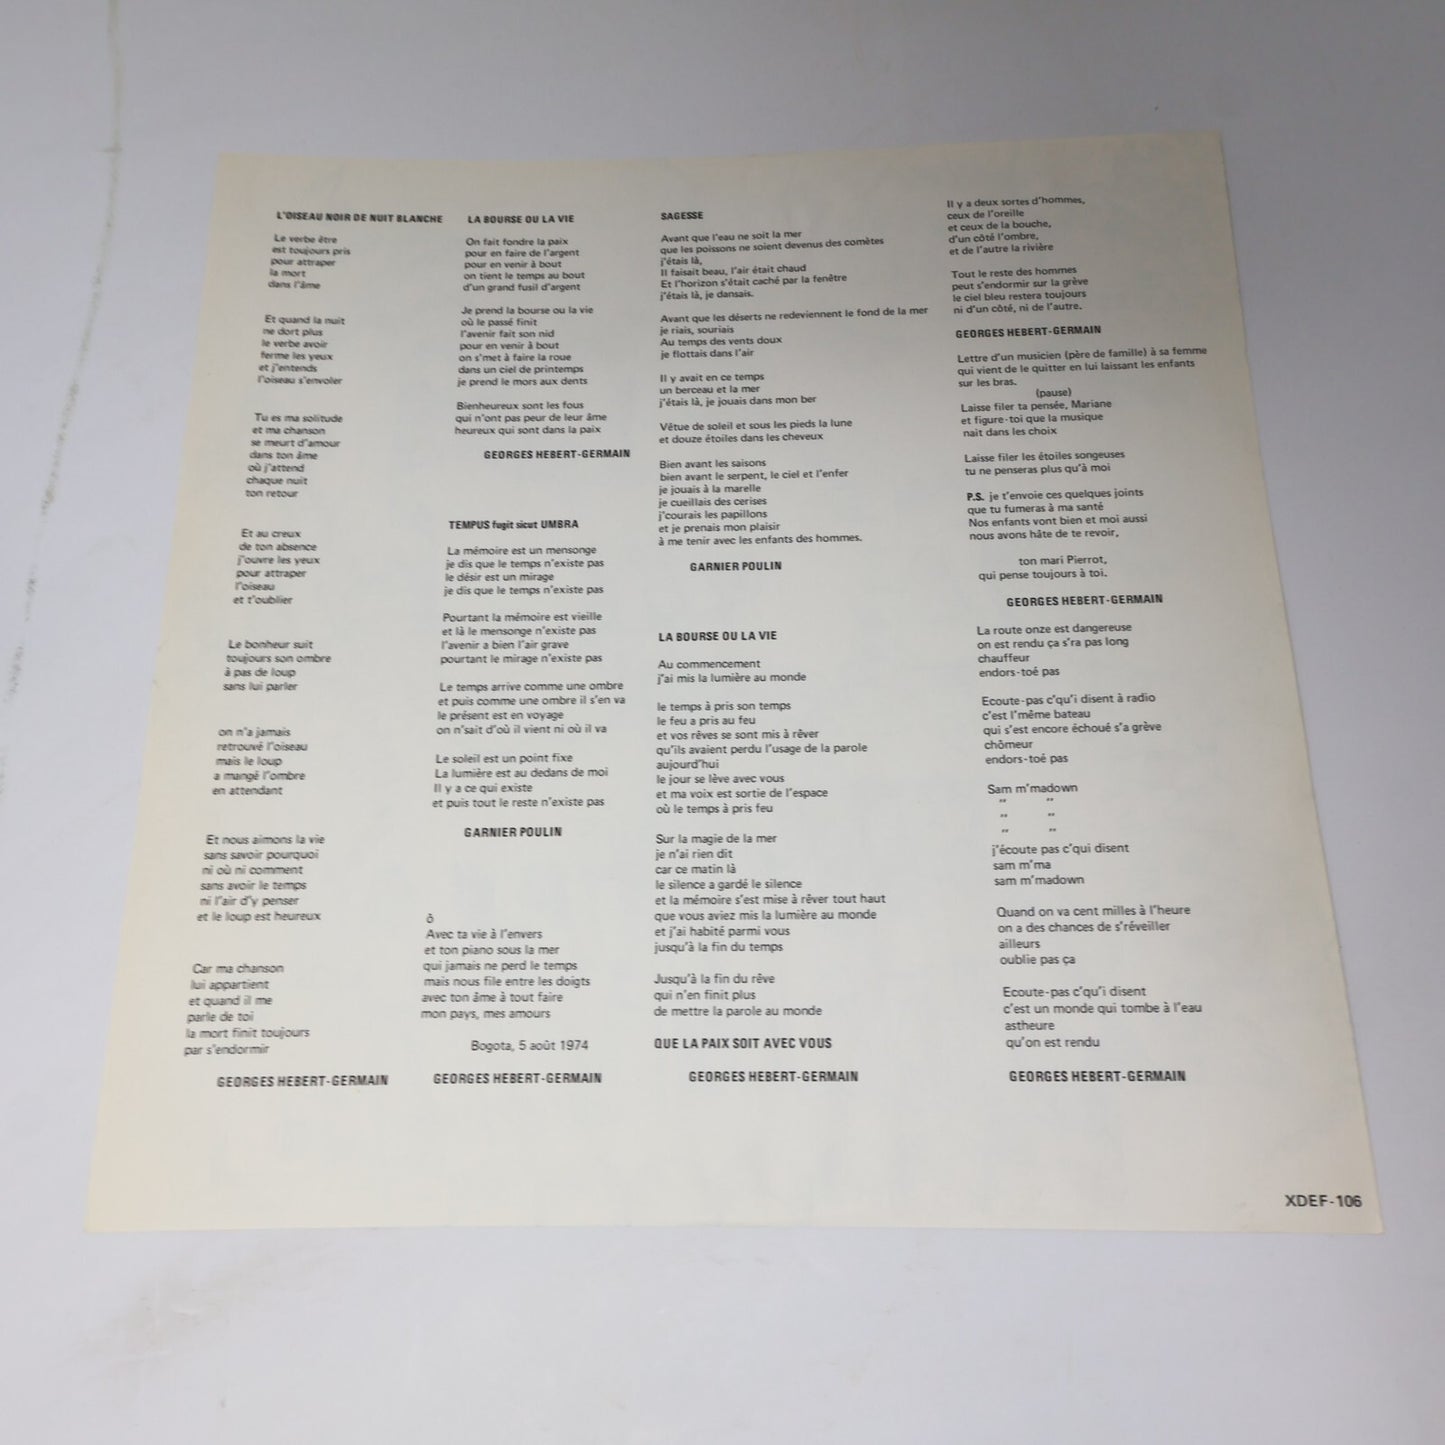 L'OISEAU NOIR DE NUIT BLANCHE
Le verbe être
est toujours pris
pour attraper
la mort
dans l'âme
Et quand la nuit
ne dort plus
le verbe avoir
ferme les yeux
et j'entends
l'oiseau s'envoler
Tu es ma solitude
et ma chanson
se meurt d'amour
dans ton âme
où j'attend
chaque nuit
ton retour
Et au creux
de ton absence
j'ouvre les yeux
pour attraper
l'oiseau
et t'oublier
Le bonheur suit
toujours son ombre
à pas de loup
sans lui parler
on n'a jamais
retrouvé l'oiseau
mais le loup
a mangé l'ombre
en attendant
Et nous aimons la vie
sans savoir pourquoi
ni où ni comment
sans avoir le temps
ni l'air d'y penser
et le loup est heureux
Car ma chanson
lui appartient
et quand il me
parle de toi
la mort finit toujours
par s'endormir
GEORGES HEBERT-GERMAIN
LA BOURSE OU LA VIE
On fait fondre la paix
pour en faire de l'argent
pour en venir à bout
on tient le temps au bout
d'un grand fusil d'argent
Je prend la bourse ou la vie
où le passé finit
l'avenir fait son nid
pour en venir à bout
on s'met à faire la roue
dans un ciel de printemps
je prend le mors aux dents
Bienheureux sont les fous
qui n'ont pas peur de leur âme
heureux qui sont dans la paix
GEORGES HEBERT-GERMAIN
TEMPUS fugit sicut UMBRA
La mémoire est un mensonge
je dis que le temps n'existe pas
le désir est un mirage
je dis que le temps n'existe pas
Pourtant la mémoire est vieille
et là le mensonge n'existe pas
l'avenir a bien l'air grave
pourtant le mirage n'existe pas
Le temps arrive comme une ombre
et puis comme une ombre il s'en va
le présent est en voyage
on n'sait d'où il vient ni où il va
Le soleil est un point fixe
La lumière est au dedans de moi
Il y a ce qui existe
et puis tout le reste n'existe pas
GARNIER POULIN
ô
Avec ta vie à l'envers
et ton piano sous la mer
qui jamais ne perd le temps
mais nous file entre les doigts
avec ton âme à tout faire
mon pays, mes amours
Bogota, 5 août 1974
GEORGES HEBERT-GERMAIN
SAGESSE
Avant que l'eau ne soit la mer
que les poissons ne soient devenus des comètes
j'étais là,
Il faisait beau, l'air était chaud
Et l'horizon s'était caché par la fenêtre
j'étais là, je dansais.
Avant que les déserts ne redeviennent le fond de la mer
je riais, souriais
Au temps des vents doux
je flottais dans l'air
Il y avait en ce temps
un berceau et la mer
j'étais là, je jouais dans mon ber
Vêtue de soleil et sous les pieds la lune
et douze étoiles dans les cheveux
Bien avant les saisons
bien avant le serpent, le ciel et l'enfer
je jouais à la marelle
je cueillais des cerises
j'courais les papillons
et je prenais mon plaisir
à me tenir avec les enfants des hommes.
GARNIER POULIN
LA BOURSE OU LA VIE
Au commencement
j'ai mis la lumière au monde
le temps à pris son temps
le feu a pris au feu
et vos rêves se sont mis à rêver
qu'ils avaient perdu l'usage de la parole
aujourd'hui
le jour se lève avec vous
et ma voix est sortie de l'espace
où le temps à pris feu
Sur la magie de la mer
je n'ai rien dit
car ce matin là
le silence a gardé le silence
et la mémoire s'est mise à rêver tout haut
que vous aviez mis la lumière au monde
et j'ai habité parmi vous
jusqu'à la fin du temps
Jusqu'à la fin du rêve
qui n'en finit plus
de mettre la parole au monde
QUE LA PAIX SOIT AVEC VOUS
GEORGES HEBERT-GERMAIN
Il y a deux sortes d'hommes,
ceux de l'oreille
et ceux de la bouche,
d'un côté l'ombre,
et de l'autre la rivière
Tout le reste des hommes
peut s'endormir sur la grève
le ciel bleu restera toujours
ni d'un côté, ni de l'autre.
GEORGES HEBERT-GERMAIN
Lettre d'un musicien (père de famille) à sa femme
qui vient de le quitter en lui laissant les enfants
sur les bras.
(pause)
Laisse filer ta pensée, Mariane
et figure-toi que la musique
nait dans les choix
Laisse filer les étoiles songeuses
tu ne penseras plus qu'à moi
P.S. je t'envoie ces quelques joints
que tu fumeras à ma santé
Nos enfants vont bien et moi aussi
nous avons hâte de te revoir,
ton mari Pierrot,
qui pense toujours à toi.
GEORGES HEBERT-GERMAIN
La route onze est dangereuse
on est rendu ça s'ra pas long
chauffeur
endors-toé pas
Ecoute-pas c'qu'i disent à radio
c'est l'même bateau
qui s'est encore échoué s'a grève
chômeur
endors-toé pas
Sam m'madown
" "
" "
" "
j'écoute pas c'qui disent
sam m'ma
sam m'madown
Quand on va cent milles à l'heure
on a des chances de s'réveiller
ailleurs
oublie pas ça
Ecoute-pas c'qu'i disent
c'est un monde qui tombe à l'eau
astheure
qu'on est rendu
GEORGES HEBERT-GERMAIN
XDEF-106